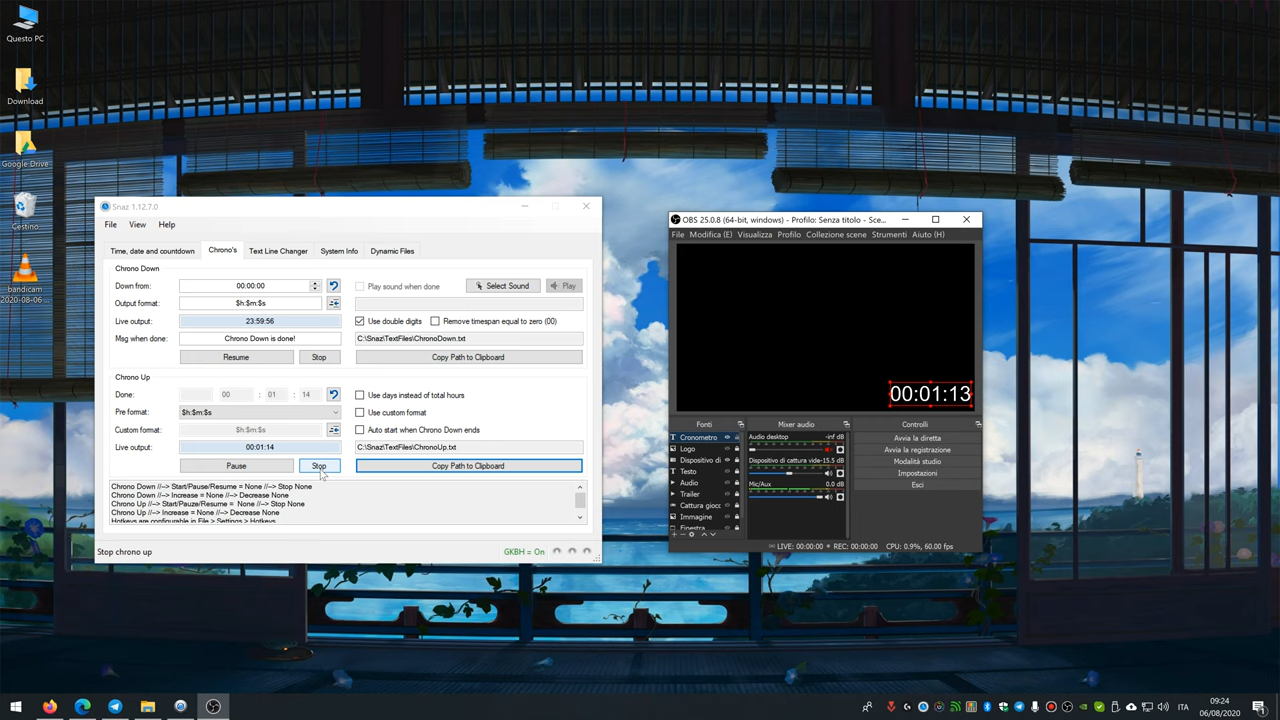 Questo PC
Download
Google Drive
Cestino
bandicam
2020-08-06 ...
Snaz 1.12.7.0
File View Help
Time, date and countdown Chrono's Text Line Changer System Info Dynamic Files
Chrono Down
Down from: 00:00:00 Play sound when done Select Sound Play
Output format: $h:$m:$s
Live output: 23:59:56 Use double digits Remove timespan equal to zero (00)
Msg when done: Chrono Down is done! C:\Snaz\TextFiles\ChronoDown.txt
Resume Stop Copy Path to Clipboard
Chrono Up
Done: 00 : 01 : 14 Use days instead of total hours
Pre format: $h:$m:$s Use custom format
Custom format: $h:$m:$s Auto start when Chrono Down ends
Live output: 00:01:14 C:\Snaz\TextFiles\ChronoUp.txt
Pause Stop Copy Path to Clipboard
Chrono Down //--> Start/Pause/Resume = None //--> Stop None
Chrono Down //--> Increase = None //--> Decrease None
Chrono Up //--> Start/Pauze/Resume = None //--> Stop None
Chrono Up //--> Increase = None //--> Decrease None
Hotkeys are configurable in File > Settings > Hotkeys
Stop chrono up GKBH = On
OBS 25.0.8 (64-bit, windows) - Profilo: Senza titolo - Sce...
File Modifica (E) Visualizza Profilo Collezione scene Strumenti Aiuto (H)
00:01:13
Fonti Mixer audio Controlli
Cronometro
Logo
Dispositivo di
Testo
Audio
Trailer
Cattura giocc
Immagine
Finestra
Audio desktop -inf dB
Dispositivo di cattura vide -15.5 dB
Mic/Aux 0.0 dB
Avvia la diretta
Avvia la registrazione
Modalità studio
Impostazioni
Esci
LIVE: 00:00:00 REC: 00:00:00 CPU: 0.9%, 60.00 fps
ITA
09:24
06/08/2020